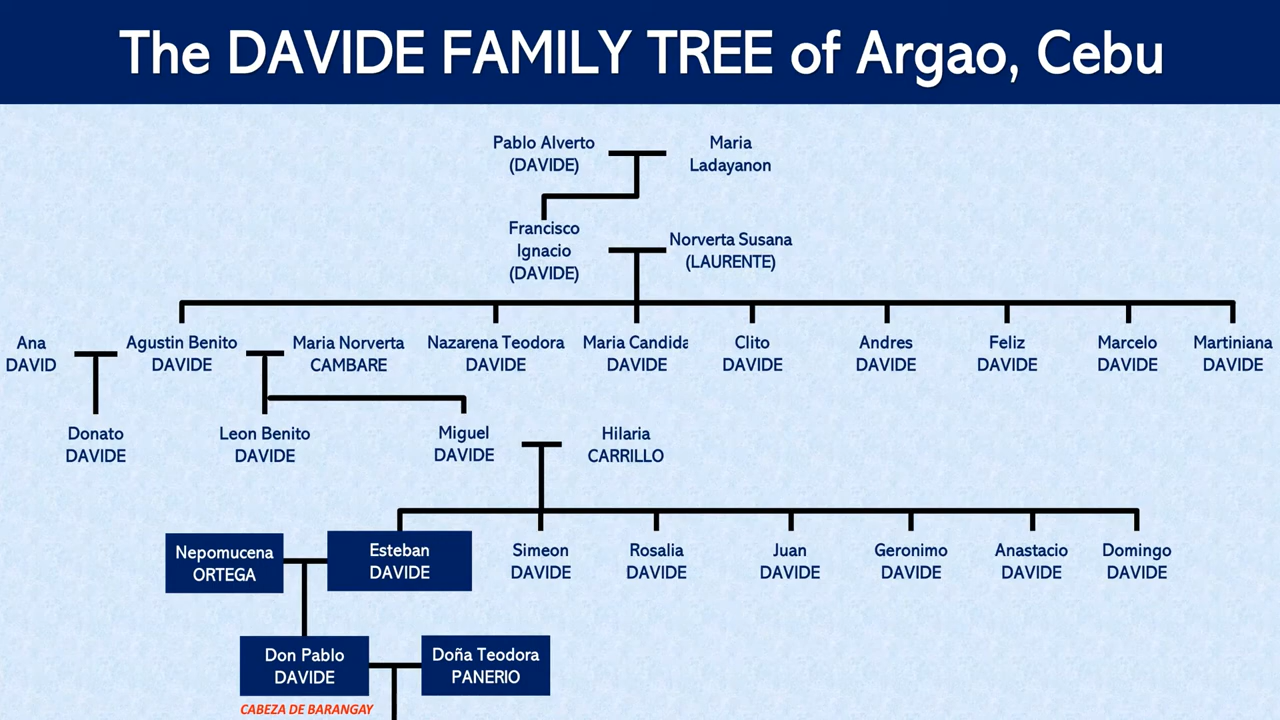 The DAVIDE FAMILY TREE of Argao, Cebu
Pablo Alverto
(DAVIDE)
Maria
Ladayanon
Francisco
Ignacio
(DAVIDE)
Norverta Susana
(LAURENTE)
Ana
DAVID
Agustin Benito
DAVIDE
Maria Norverta
CAMBARE
Nazarena Teodora
DAVIDE
Maria Candida
DAVIDE
Clito
DAVIDE
Andres
DAVIDE
Feliz
DAVIDE
Marcelo
DAVIDE
Martiniana
DAVIDE
Donato
DAVIDE
Leon Benito
DAVIDE
Miguel
DAVIDE
Hilaria
CARRILLO
Nepomucena
ORTEGA
Esteban
DAVIDE
Simeon
DAVIDE
Rosalia
DAVIDE
Juan
DAVIDE
Geronimo
DAVIDE
Anastacio
DAVIDE
Domingo
DAVIDE
Don Pablo
DAVIDE
Doña Teodora
PANERIO
CABEZA DE BARANGAY